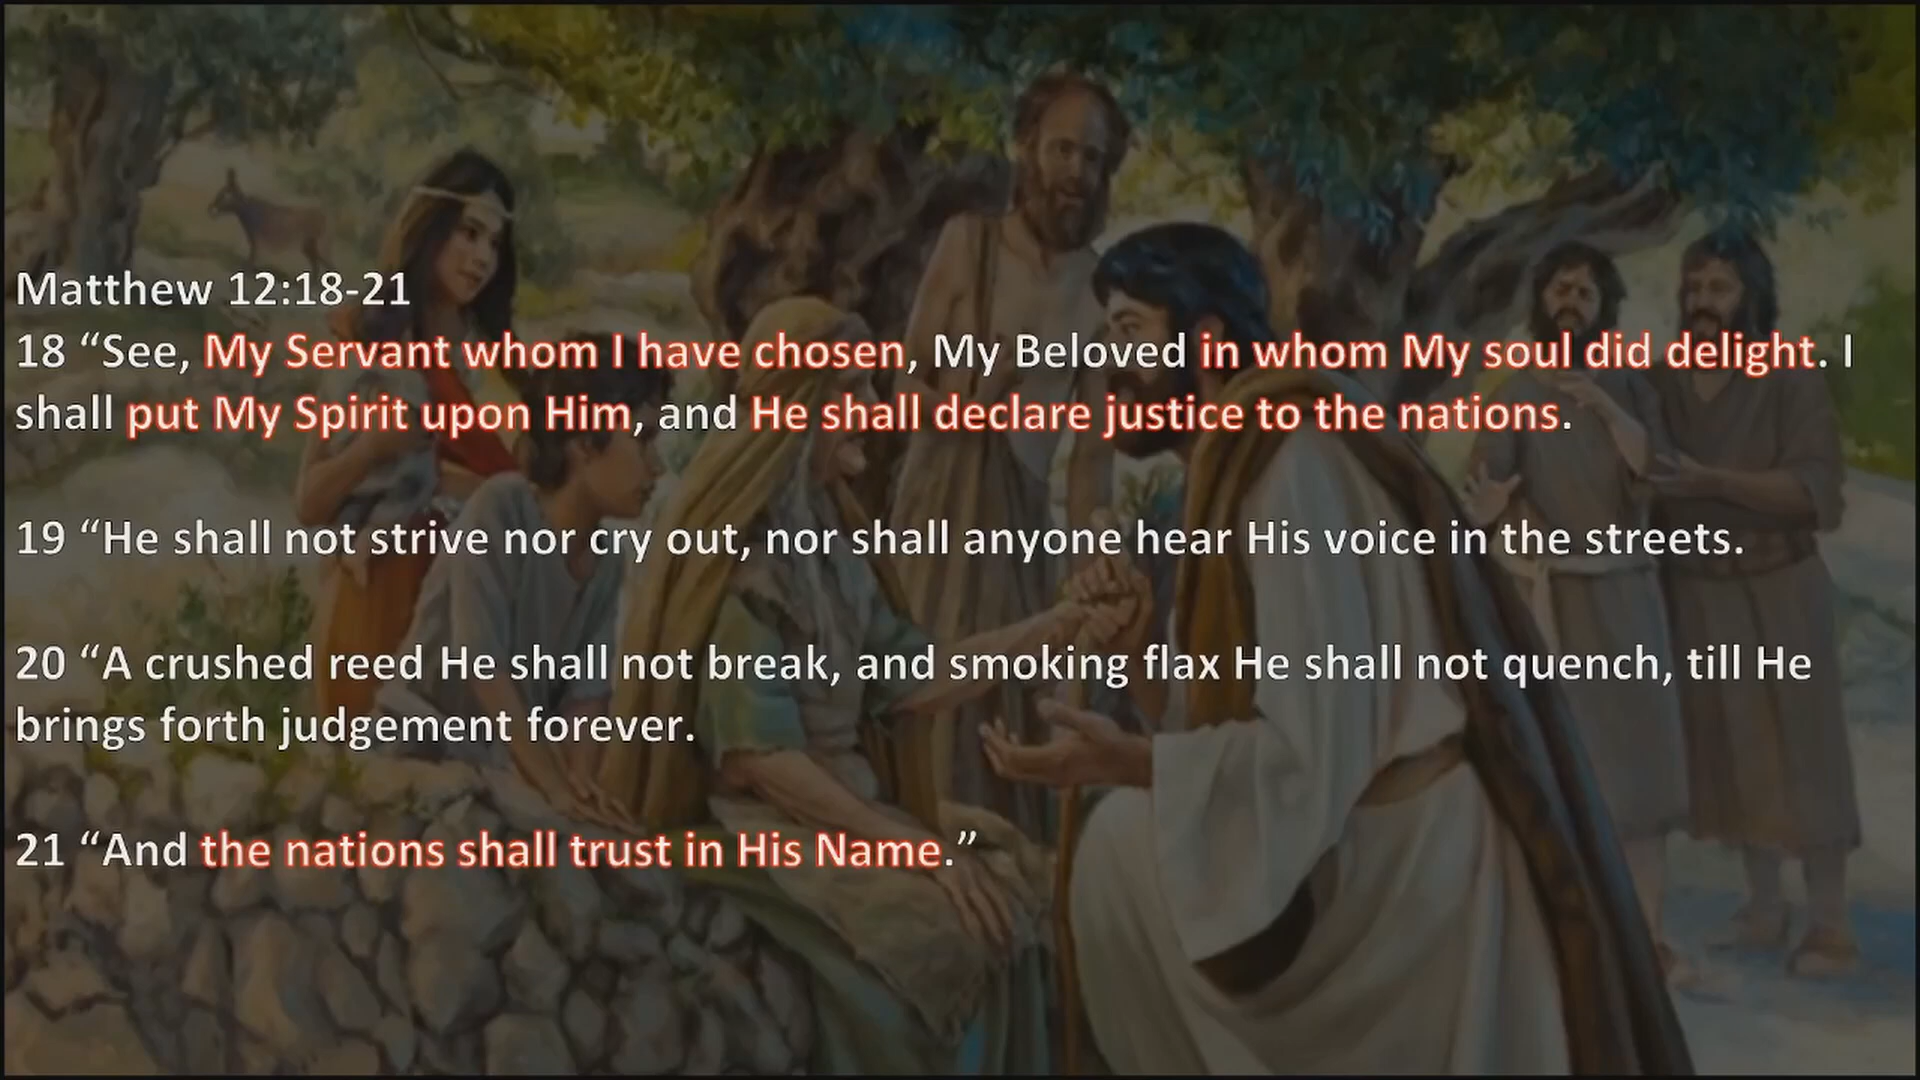 Matthew 12:18-21
18 “See, My Servant whom I have chosen, My Beloved in whom My soul did delight. I
shall put My Spirit upon Him, and He shall declare justice to the nations.
19 “He shall not strive nor cry out, nor shall anyone hear His voice in the streets.
20 “A crushed reed He shall not break, and smoking flax He shall not quench, till He
brings forth judgement forever.
21 “And the nations shall trust in His Name.”